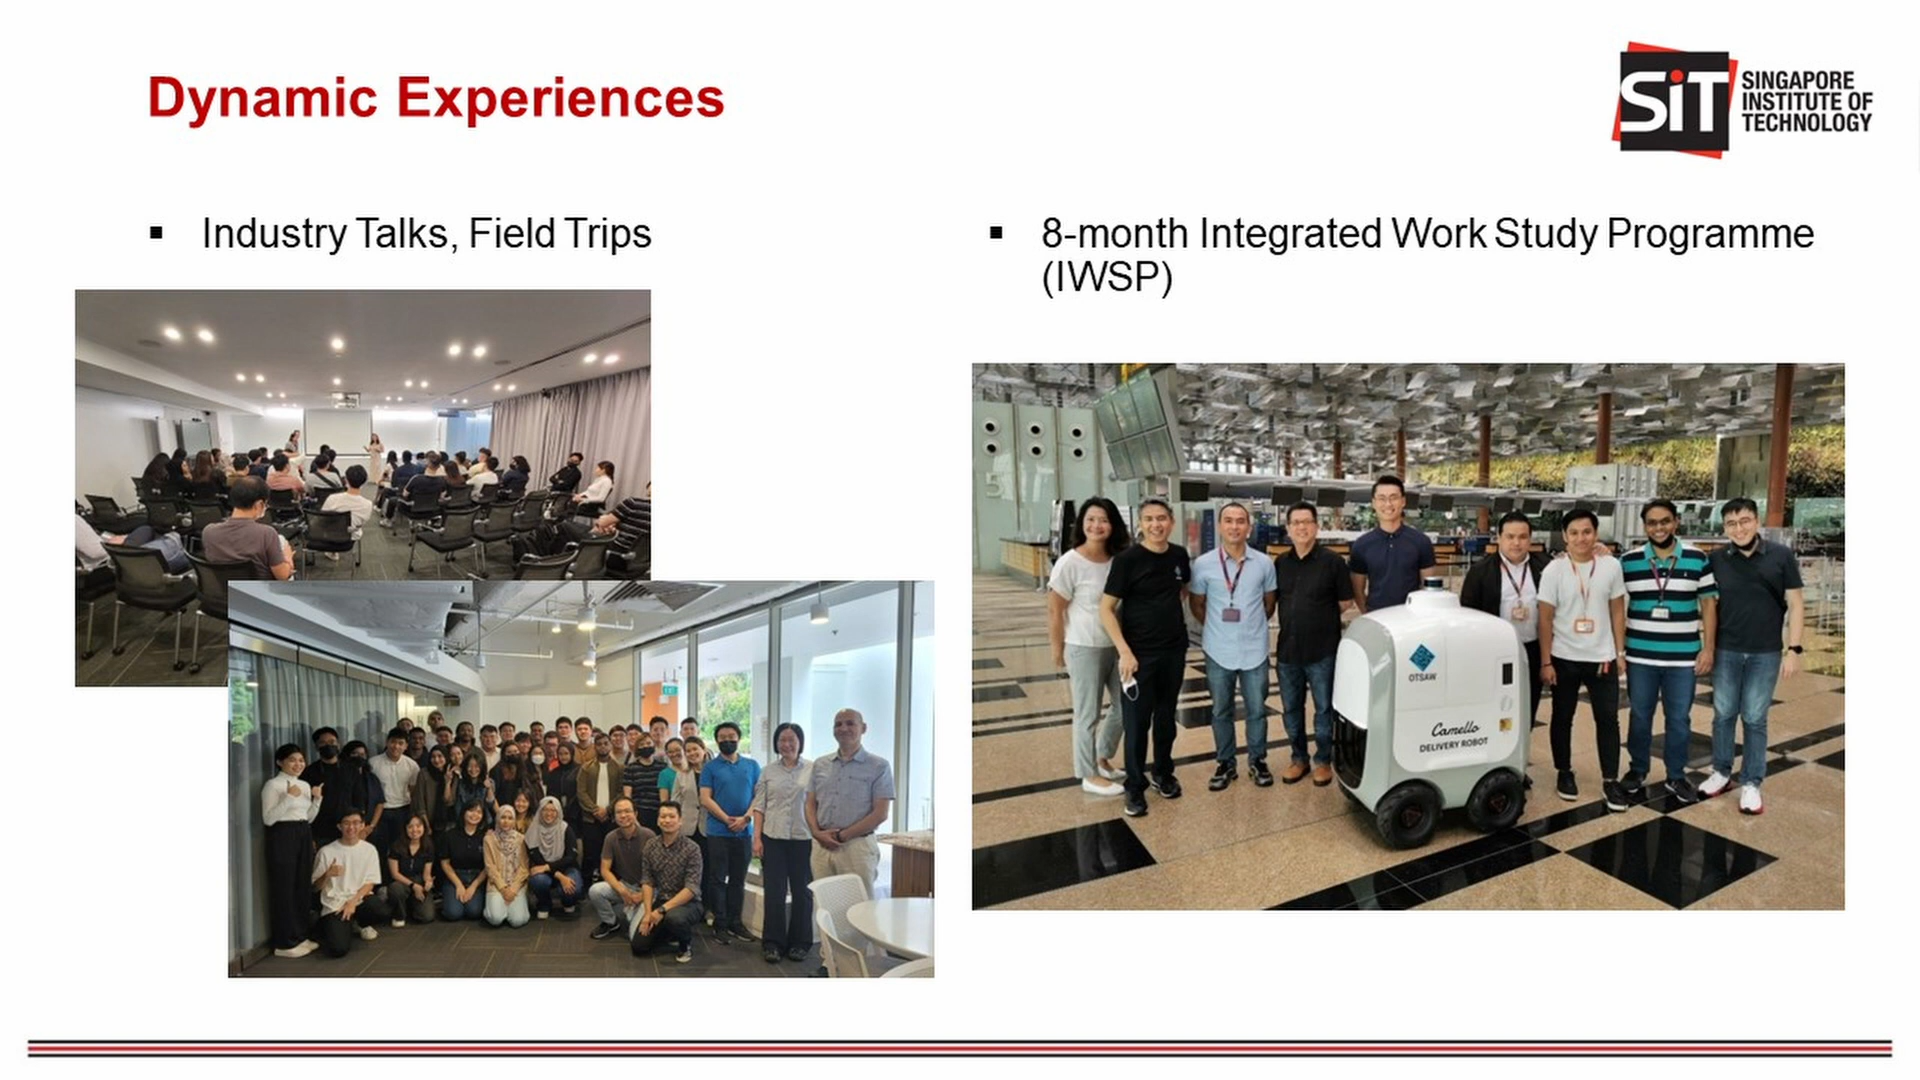 Dynamic Experiences
SiT
SINGAPORE
INSTITUTE OF
TECHNOLOGY
▪ Industry Talks, Field Trips
▪ 8-month Integrated Work Study Programme
(IWSP)
5
OTSAW
Camello
DELIVERY ROBOT